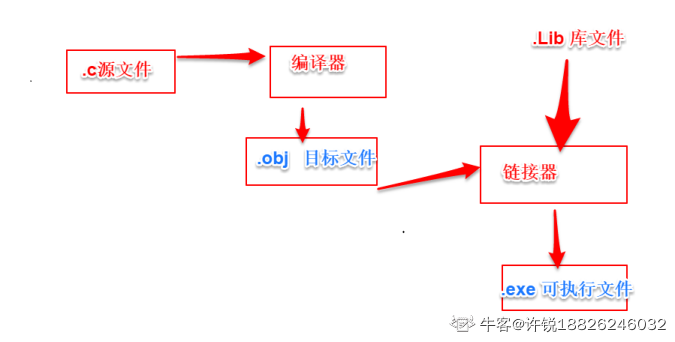 .Lib 库文件
.c源文件
编译器
.obj 目标文件
链接器
.exe 可执行文件
牛客@许锐18826246032